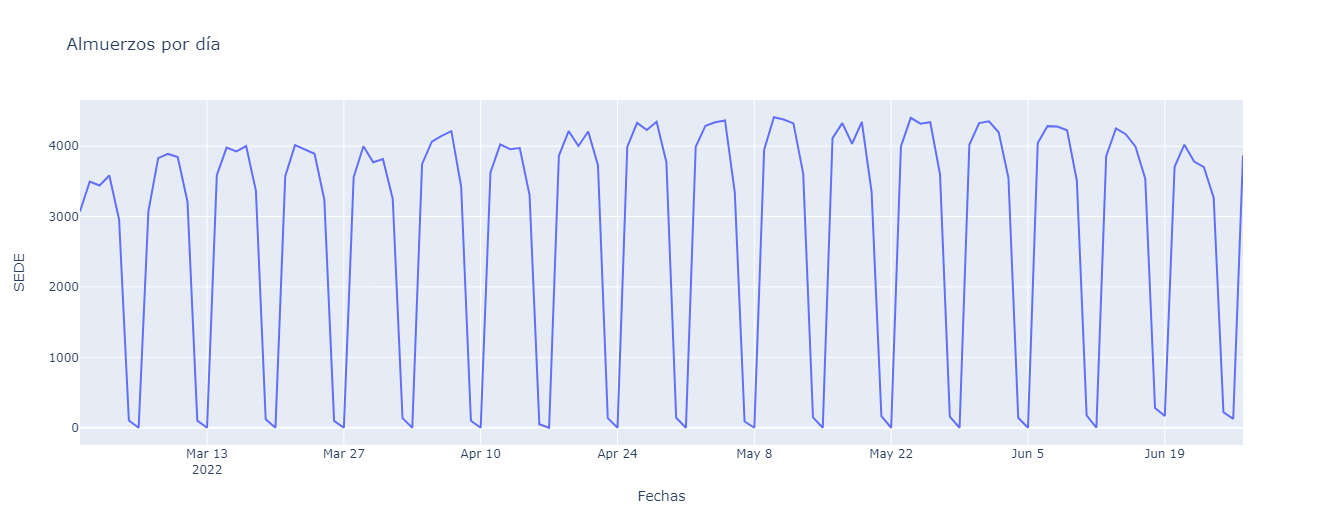 Almuerzos por día
SEDE
4000
3000
2000
1000
0
Mar 13
2022
Mar 27
Apr 10
Apr 24
May 8
May 22
Jun 5
Jun 19
Fechas